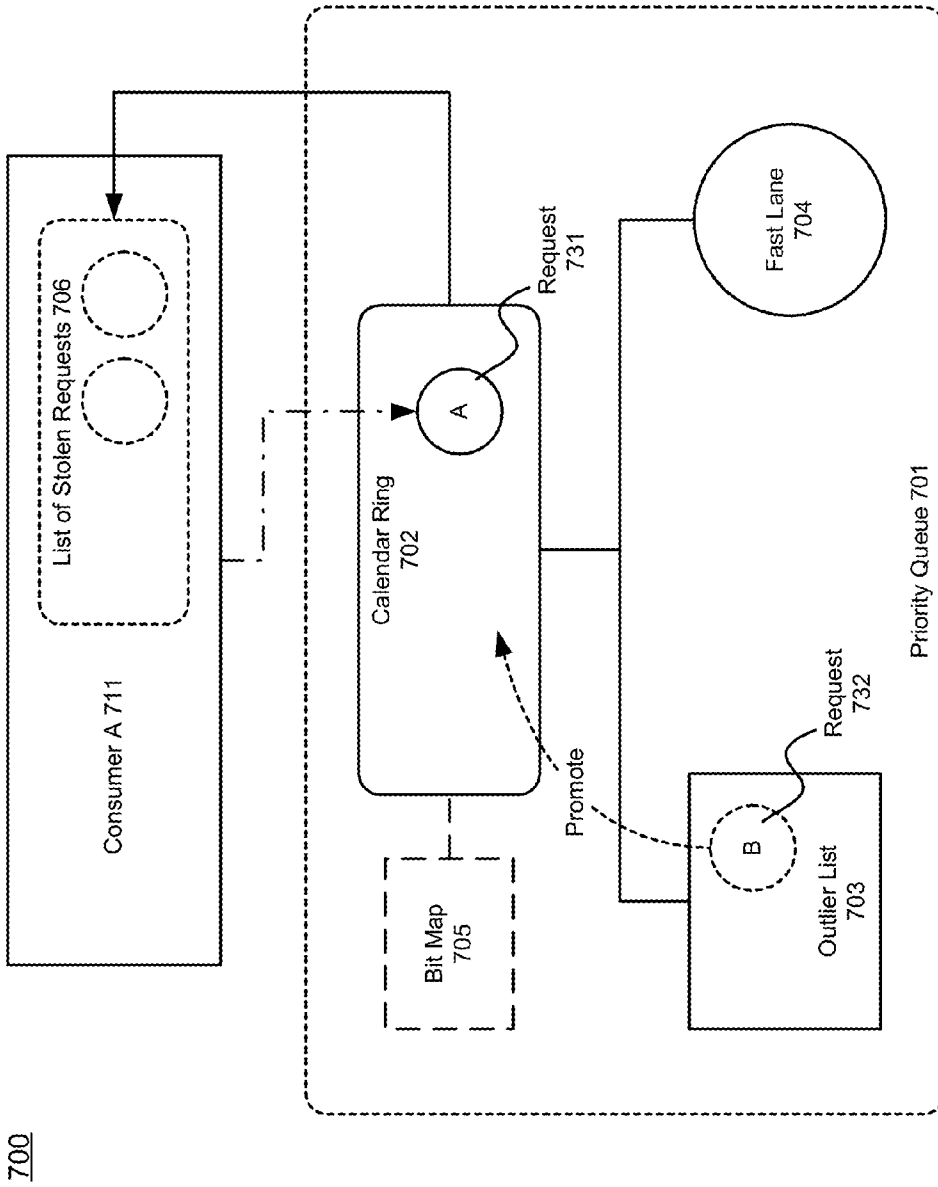 700
Consumer A 711
List of Stolen Requests 706
Bit Map
705
Calendar Ring
702
A
Request
731
Promote
B
Request
732
Outlier List
703
Fast Lane
704
Priority Queue 701